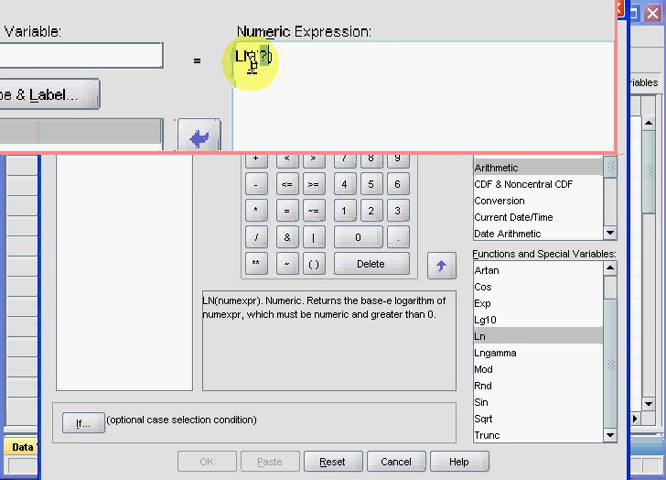 Variable:
Numeric Expression:
=
LN(?)
pe & Label...
riables
+ < > 7 8 9
- <= >= 4 5 6
* = ~= 1 2 3
/ & | 0 .
** ~ ( ) Delete
Arithmetic
CDF & Noncentral CDF
Conversion
Current Date/Time
Date Arithmetic
Functions and Special Variables:
Artan
Cos
Exp
Lg10
Ln
Lngamma
Mod
Rnd
Sin
Sqrt
Trunc
LN(numexpr). Numeric. Returns the base-e logarithm of
numexpr, which must be numeric and greater than 0.
If... (optional case selection condition)
Data
OK Paste Reset Cancel Help